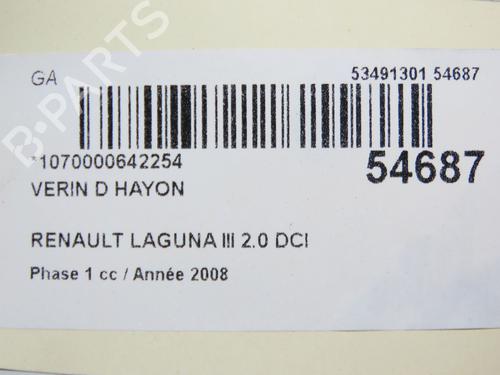 GA 53491301 54687
*1070000642254 54687
VERIN D HAYON
RENAULT LAGUNA III 2.0 DCI
Phase 1 cc / Année 2008
B-PARTS